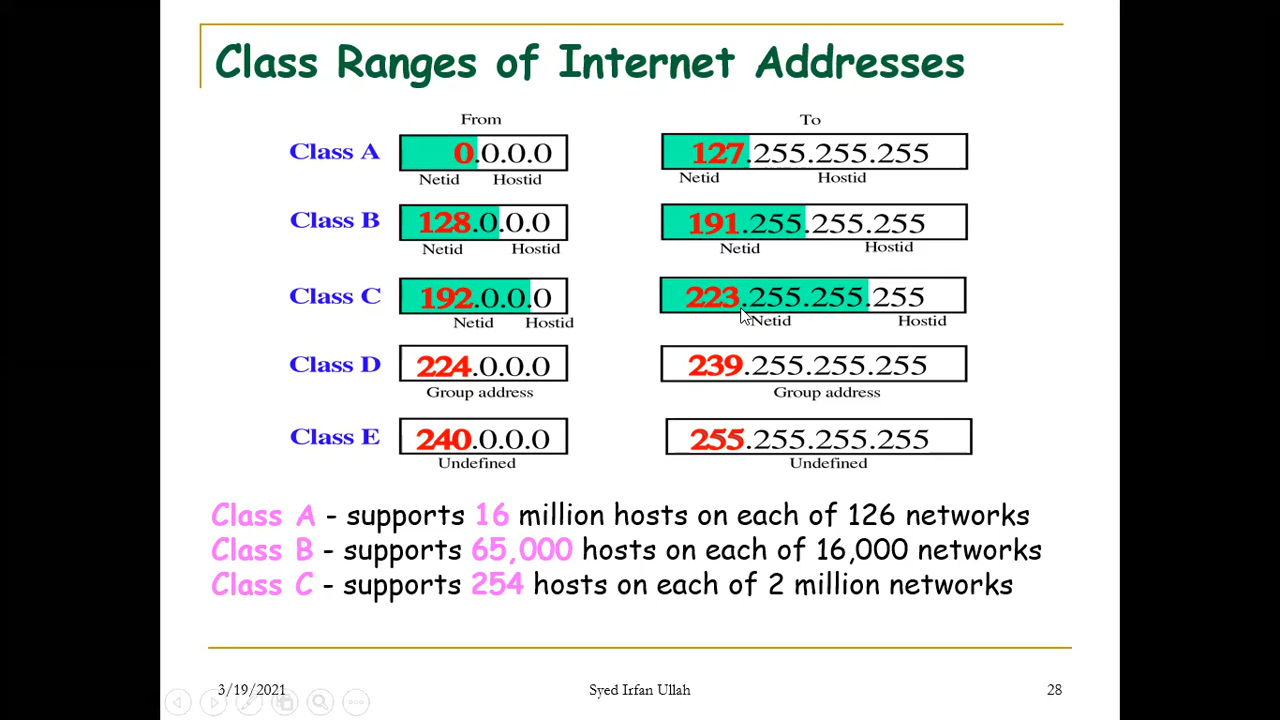 Class Ranges of Internet Addresses
From To
Class A 0.0.0.0 127.255.255.255
Netid Hostid Netid Hostid
Class B 128.0.0.0 191.255.255.255
Netid Hostid Netid Hostid
Class C 192.0.0.0 223.255.255.255
Netid Hostid Netid Hostid
Class D 224.0.0.0 239.255.255.255
Group address Group address
Class E 240.0.0.0 255.255.255.255
Undefined Undefined
Class A - supports 16 million hosts on each of 126 networks
Class B - supports 65,000 hosts on each of 16,000 networks
Class C - supports 254 hosts on each of 2 million networks
3/19/2021 Syed Irfan Ullah 28